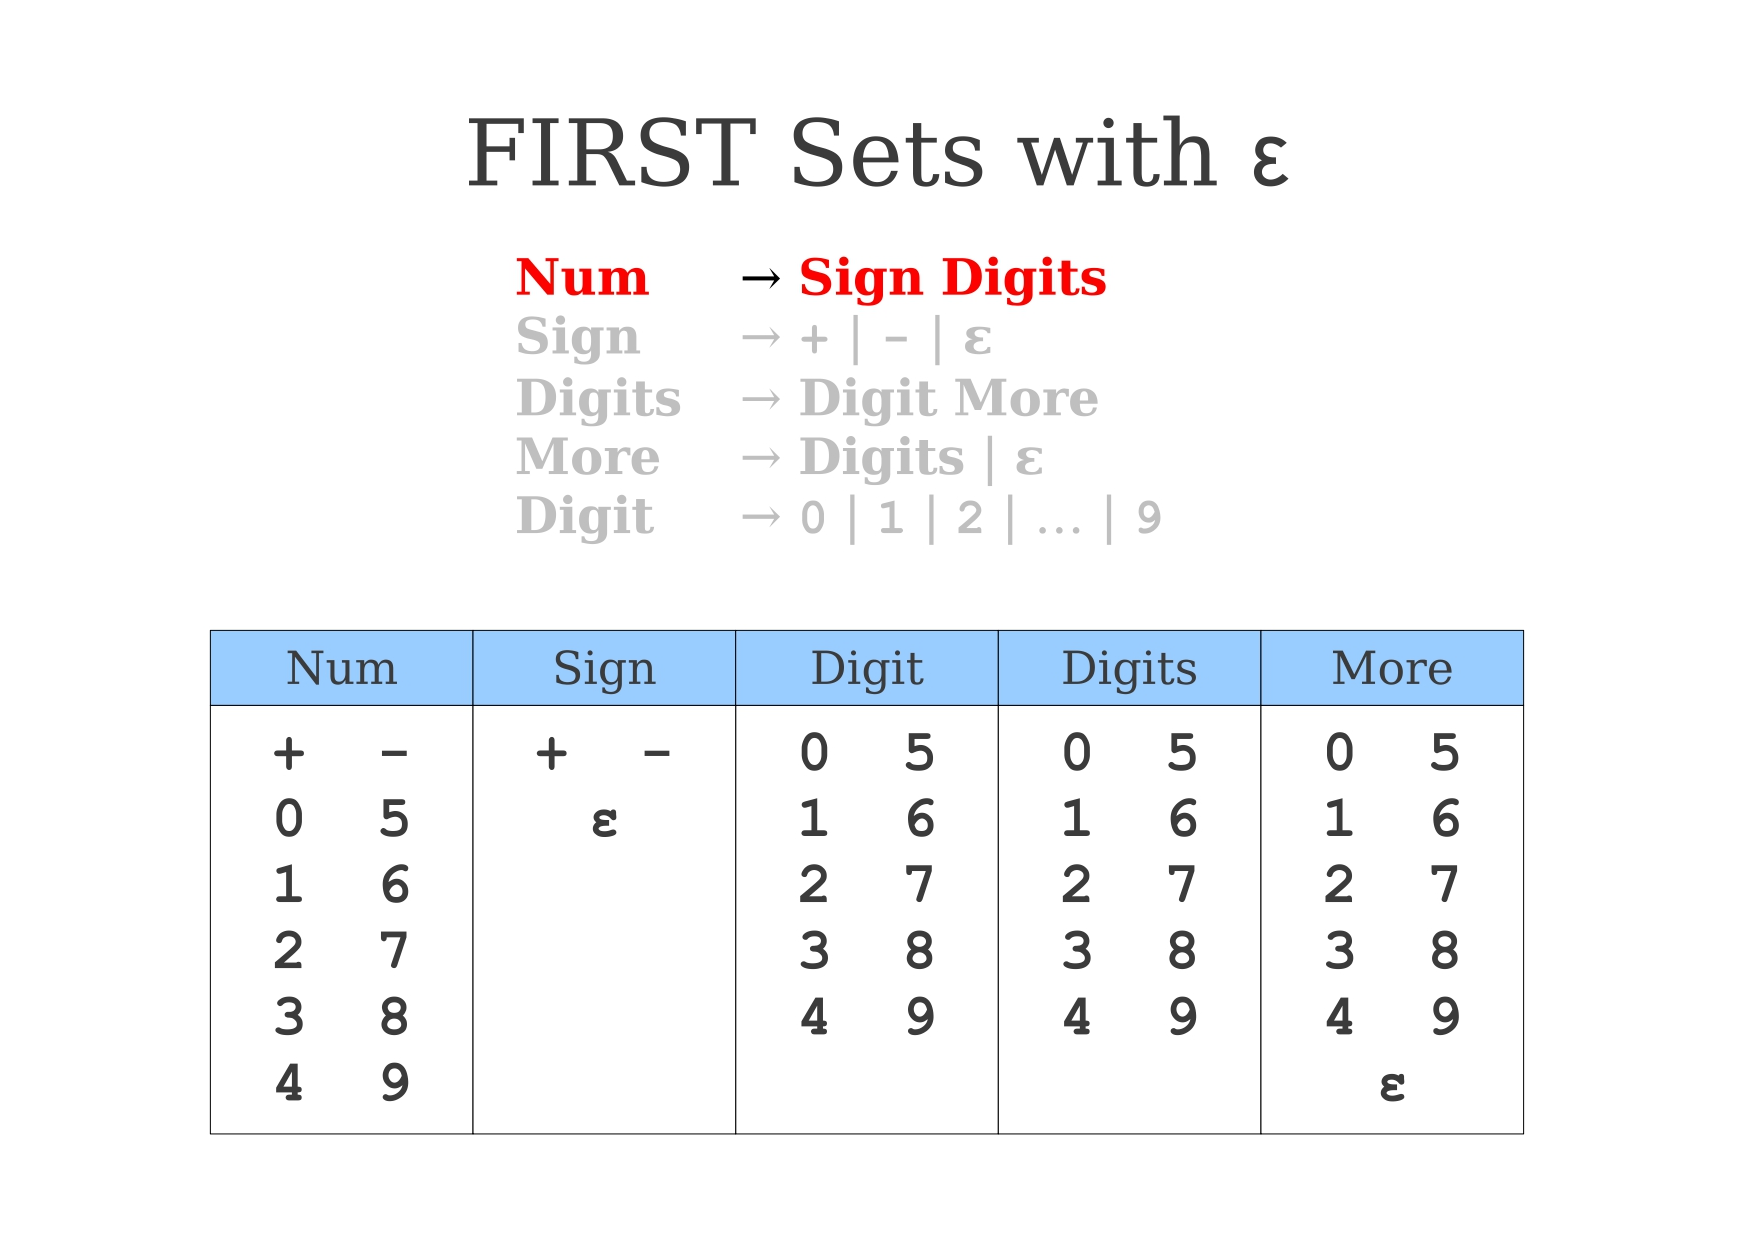 FIRST Sets with ε
Num → Sign Digits
Sign → + | - | ε
Digits → Digit More
More → Digits | ε
Digit → 0 | 1 | 2 | ... | 9
Num Sign Digit Digits More
+ - + - 0 5 0 5 0 5
0 5 ε 1 6 1 6 1 6
1 6 2 7 2 7 2 7
2 7 3 8 3 8 3 8
3 8 4 9 4 9 4 9
4 9 ε